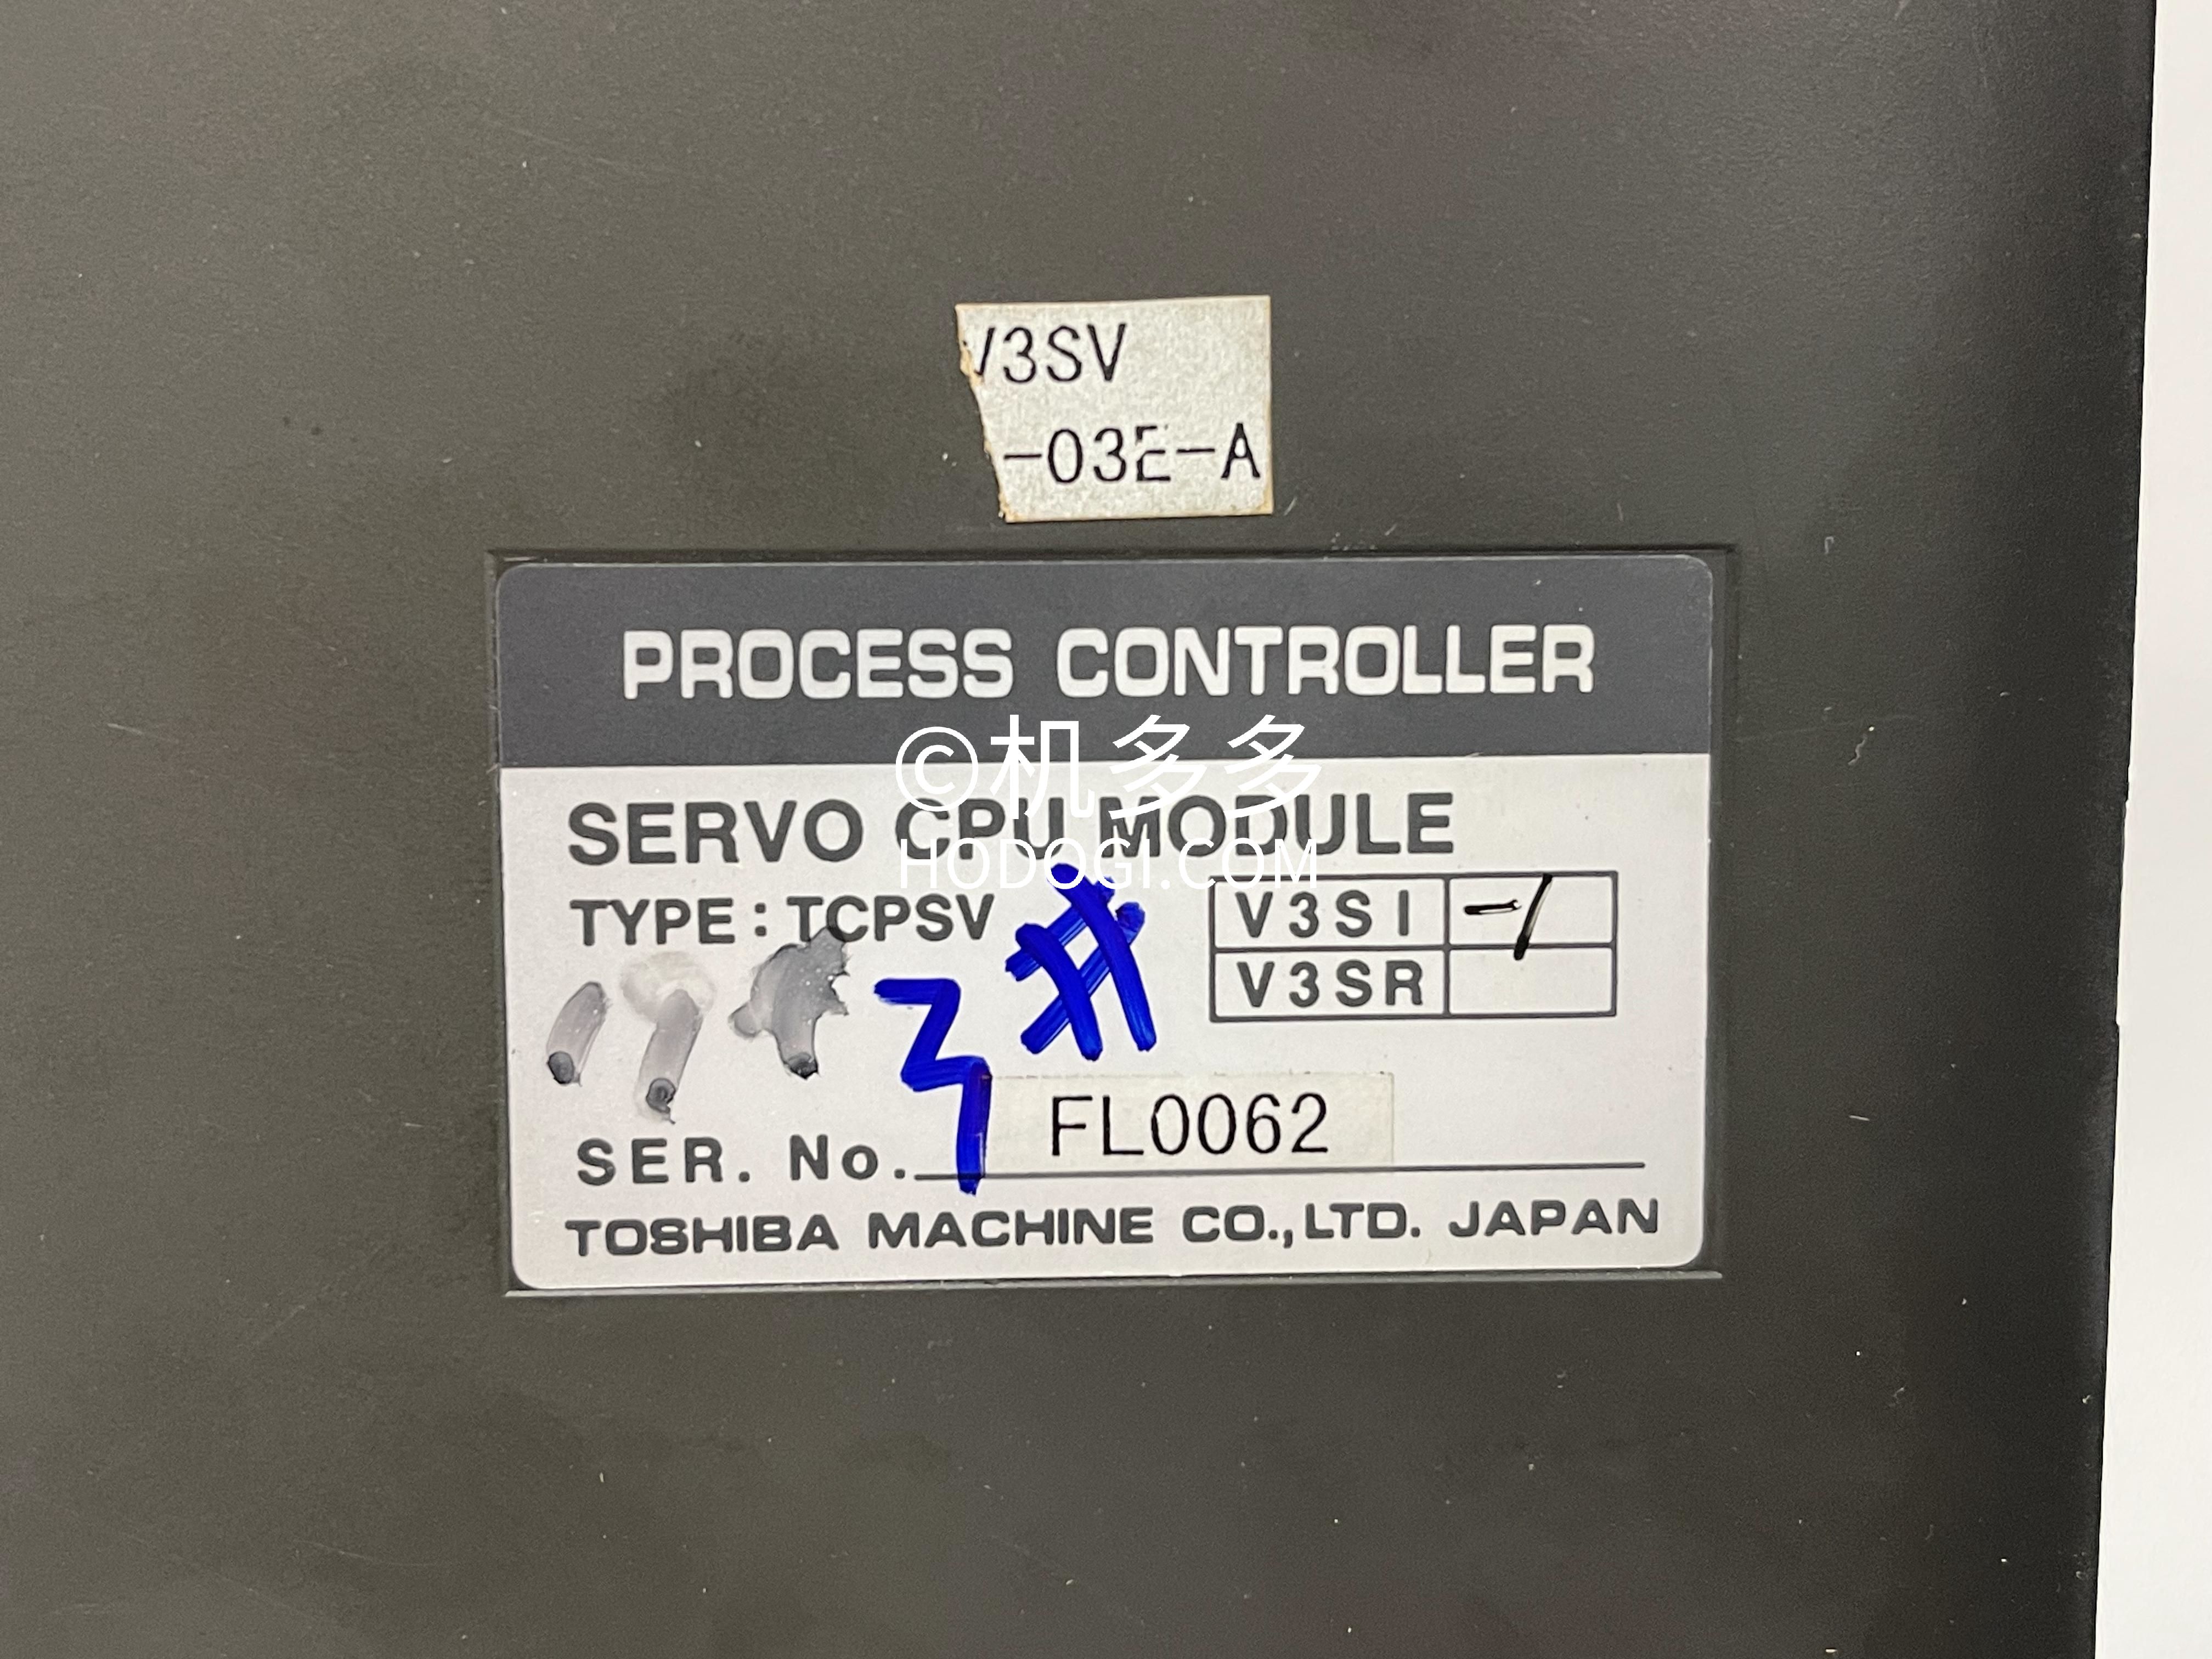 V3SV
-03E-A
PROCESS CONTROLLER
©机多多
SERVO CPU MODULE
HODOGI.COM
TYPE : TCPSV
V3SI -1
V3SR
3#
SER. No. FL0062
TOSHIBA MACHINE CO.,LTD. JAPAN